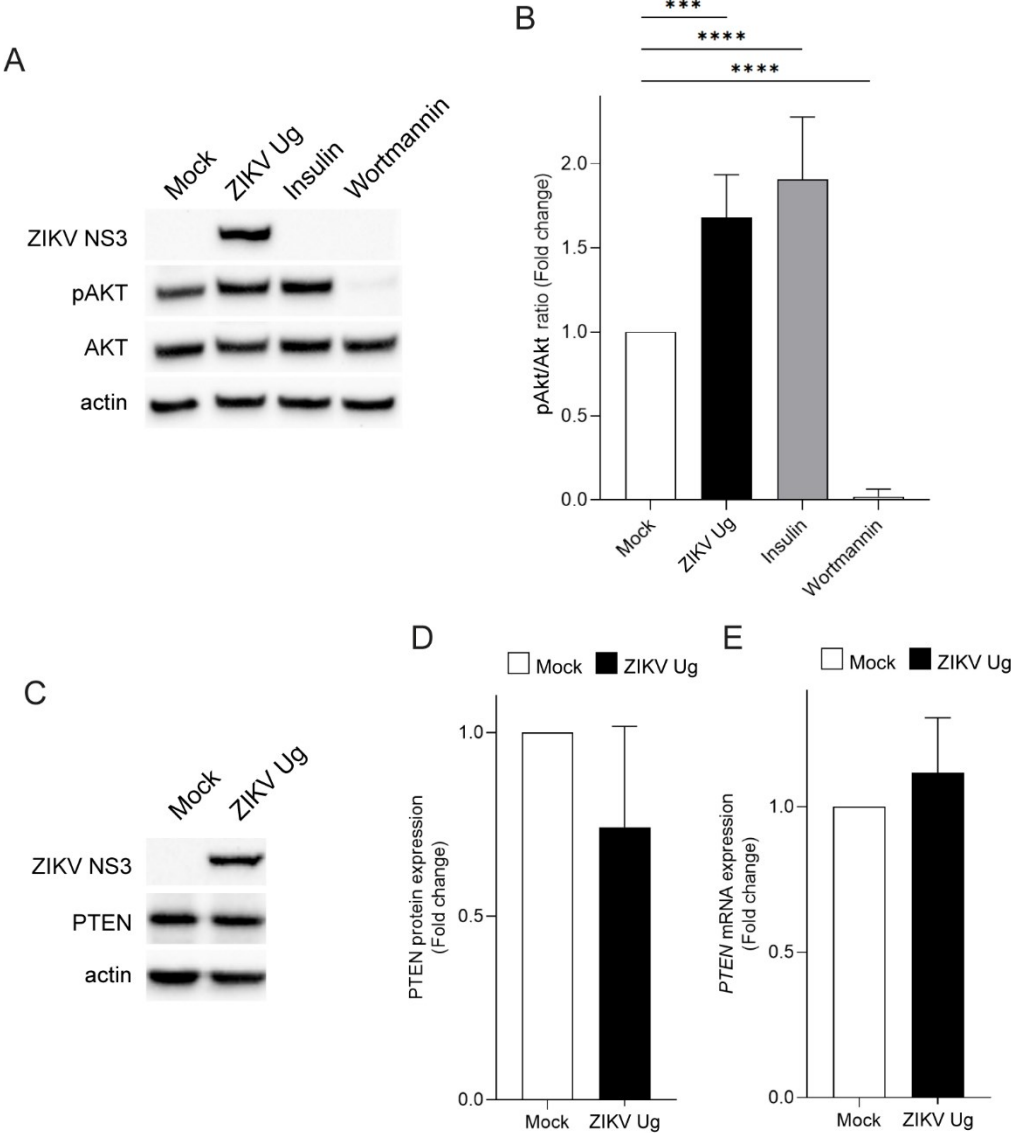 A
Mock
ZIKV Ug
Insulin
Wortmannin
ZIKV NS3
pAKT
AKT
actin
B
***
****
****
pAkt/Akt ratio (Fold change)
2.0
1.5
1.0
0.5
0.0
Mock
ZIKV Ug
Insulin
Wortmannin
C
Mock
ZIKV Ug
ZIKV NS3
PTEN
actin
D
Mock ZIKV Ug
PTEN protein expression
(Fold change)
1.0
0.5
0.0
Mock ZIKV Ug
E
Mock ZIKV Ug
PTEN mRNA expression
(Fold change)
1.0
0.5
0.0
Mock ZIKV Ug